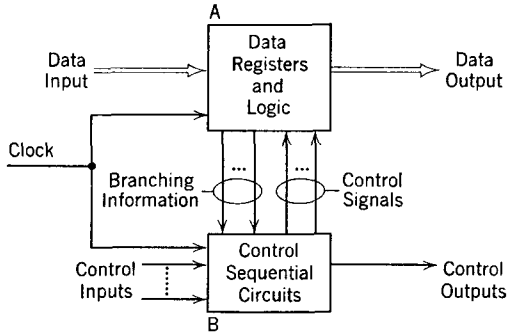 A
Data
Registers
and
Logic
Data
Input
Data
Output
Clock
Branching
Information
...
...
Control
Signals
Control
Sequential
Circuits
Control
Inputs
Control
Outputs
B